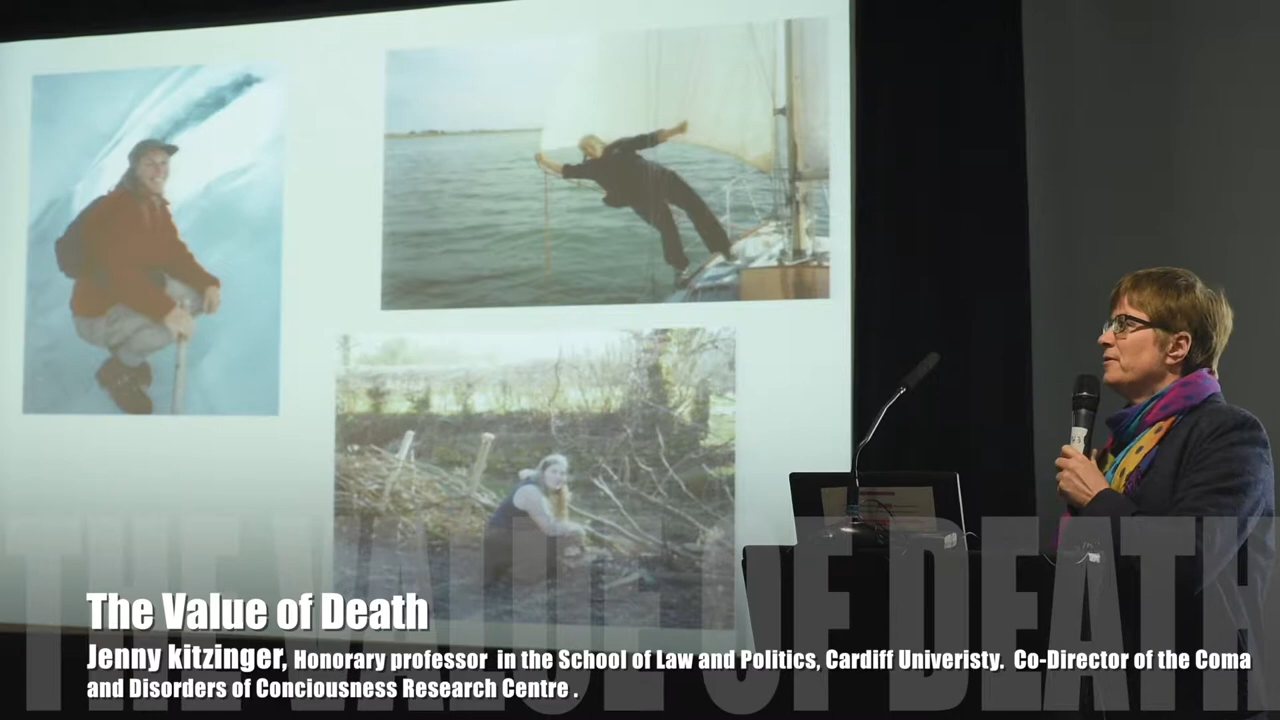 The Value of Death
Jenny kitzinger, Honorary professor in the School of Law and Politics, Cardiff Univeristy. Co-Director of the Coma
and Disorders of Conciousness Research Centre .
THE VALUE OF DEATH